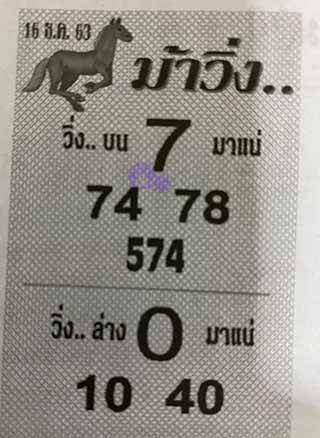 16 ธ.ค. 63
ม้าวิ่ง..
วิ่ง.. บน 7 มาแน่
74 78
574
วิ่ง.. ล่าง 0 มาแน่
10 40